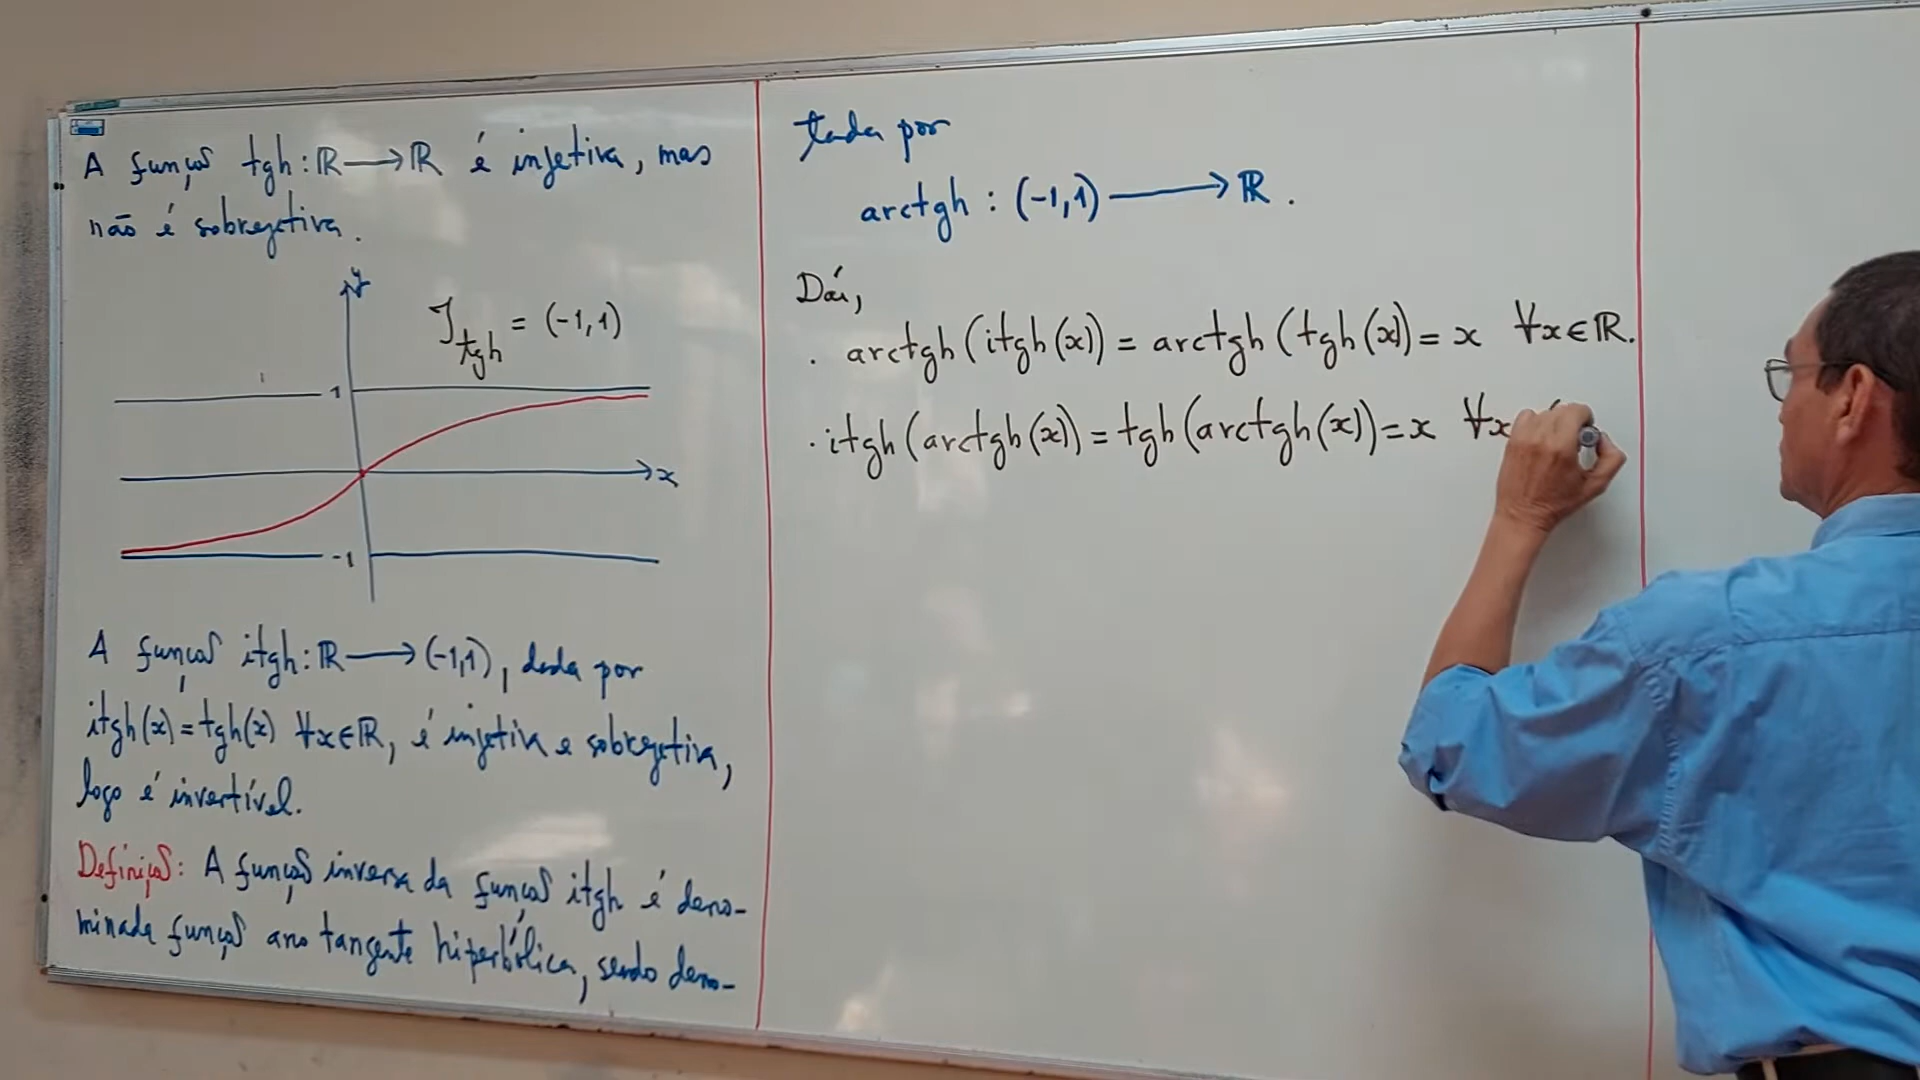 A função tgh: ℝ ⟶ ℝ é injetiva, mas
não é sobrejetiva.
y
I_tgh = (-1,1)
1
x
-1
A função itgh: ℝ ⟶ (-1,1), dada por
itgh(x) = tgh(x) ∀x∈ℝ, é injetiva e sobrejetiva,
logo é invertível.
Definição: A função inversa da função itgh é deno-
minada função arco tangente hiperbólica, sendo deno-
tada por
arctgh : (-1,1) ⟶ ℝ.
Daí,
. arctgh(itgh(x)) = arctgh(tgh(x) = x ∀x∈ℝ.
. itgh(arctgh(x)) = tgh(arctgh(x)) = x ∀x